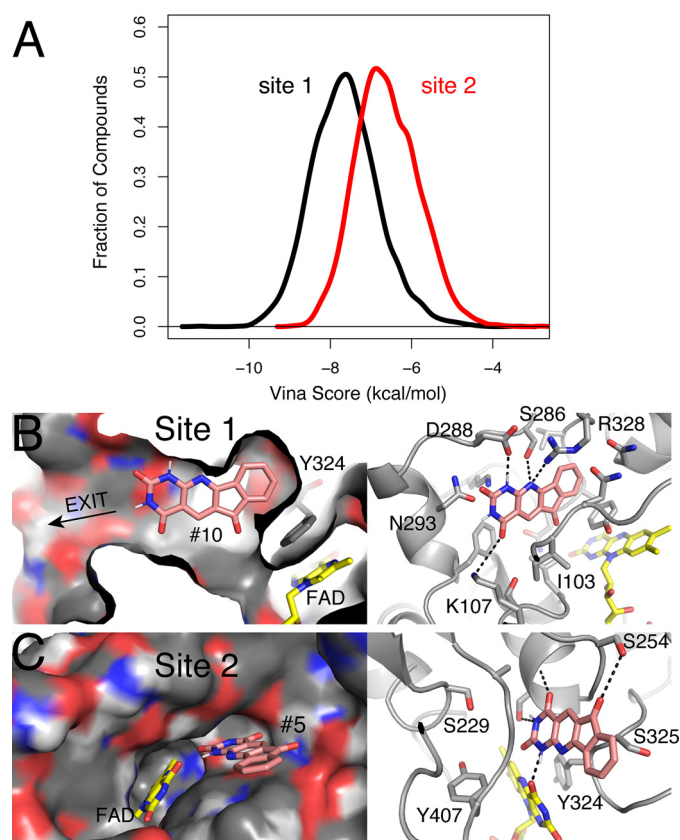 A
0.6
0.5
0.4
0.3
0.2
0.1
0.0
Fraction of Compounds
site 1
site 2
−10
−8
−6
−4
Vina Score (kcal/mol)
B
Site 1
Y324
EXIT
#10
FAD
S286
D288
R328
N293
I103
K107
C
Site 2
#5
FAD
S254
S229
S325
Y324
Y407